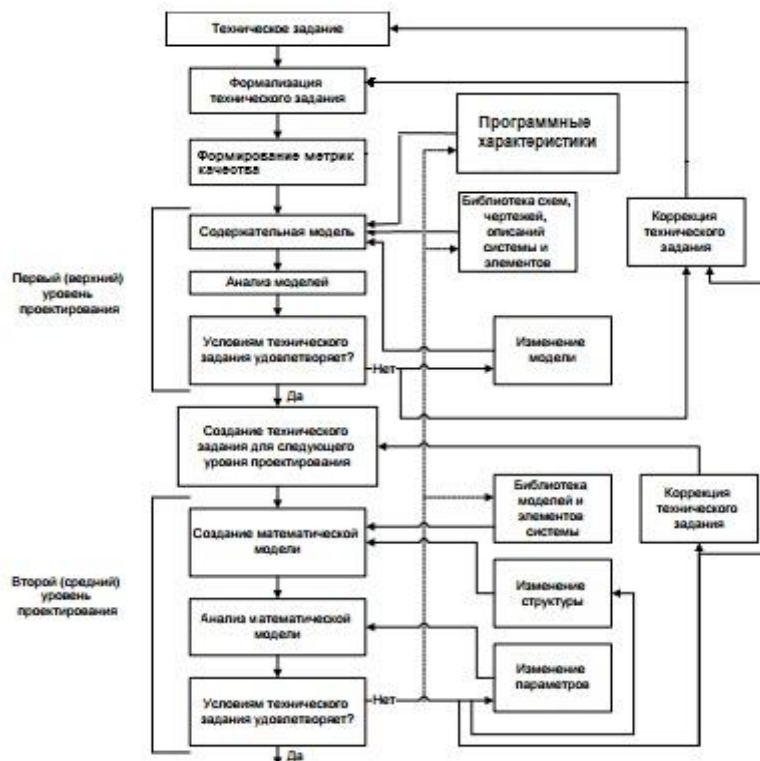 Техническое задание
Формализация
технического задания
Формирование метрик
качества
Программные
характеристики
Содержательная модель
Библиотека схем,
чертежей,
описаний
системы и
элементов
Коррекция
технического
задания
Первый (верхний)
уровень
проектирования
Анализ моделей
Условиям технического
задания удовлетворяет?
Нет
Изменение
модели
Да
Создание технического
задания для следующего
уровня проектирования
Библиотека
моделей и
элементов
системы
Коррекция
технического
задания
Создание математической
модели
Второй (средний)
уровень
проектирования
Изменение
структуры
Анализ математической
модели
Изменение
параметров
Условиям технического
задания удовлетворяет?
Нет
Да